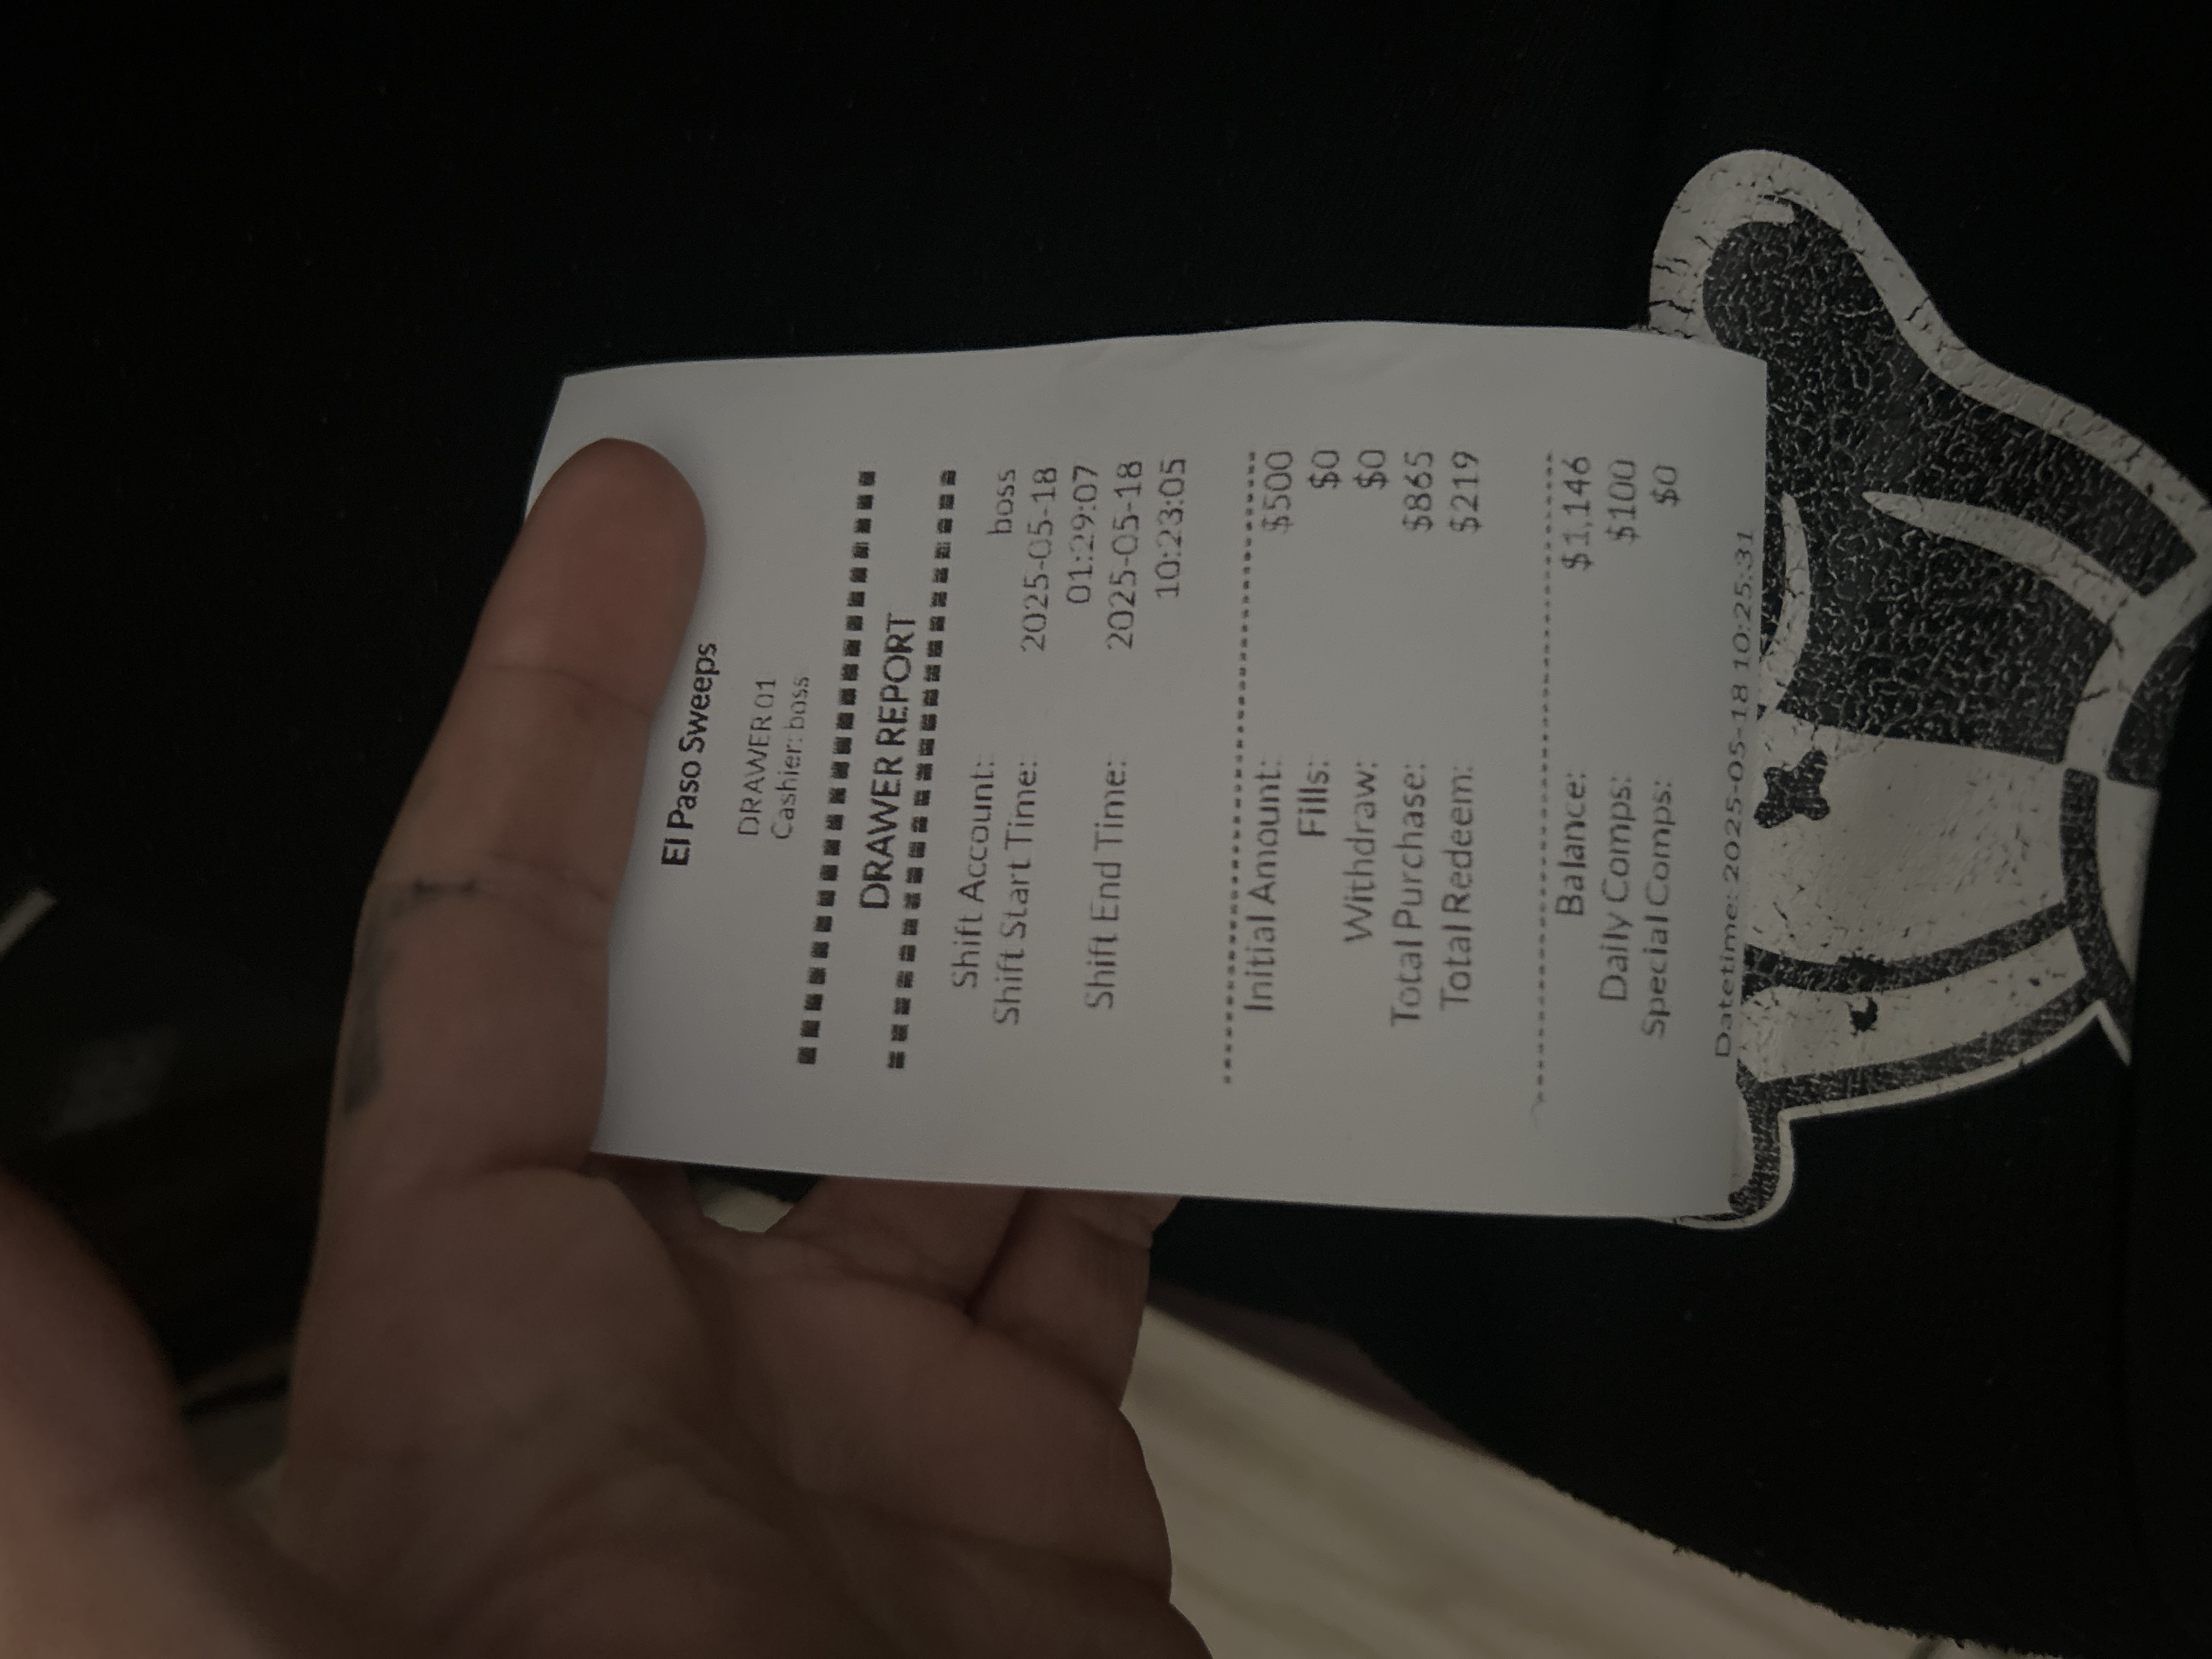 El Paso Sweeps
DRAWER 01
Cashier: boss
DRAWER REPORT
Shift Account: boss
Shift Start Time: 2025-05-18
01:29:07
Shift End Time: 2025-05-18
10:23:05
Initial Amount: $500
Fills: $0
Withdraw: $0
Total Purchase: $865
Total Redeem: $219
Balance: $1,146
Daily Comps: $100
Special Comps: $0
Datetime: 2025-05-18 10:25:31